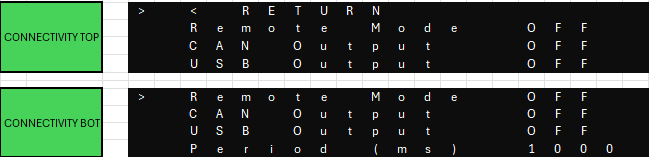 CONNECTIVITY TOP
> < RETURN
Remote Mode OFF
CAN Output OFF
USB Output OFF
CONNECTIVITY BOT
> Remote Mode OFF
CAN Output OFF
USB Output OFF
Period (ms) 1000